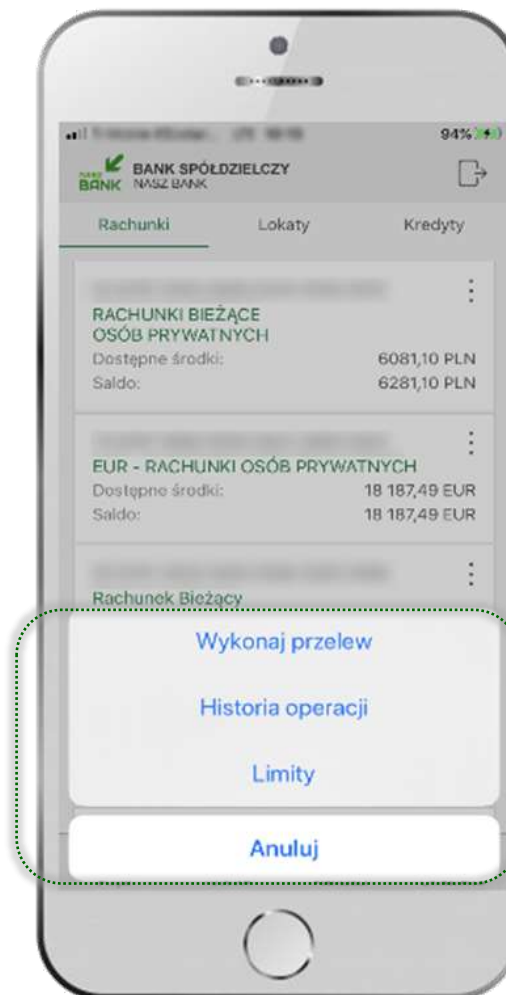 94%
NASZ
BANK
BANK SPÓŁDZIELCZY
NASZ BANK
Rachunki Lokaty Kredyty
RACHUNKI BIEŻĄCE
OSÓB PRYWATNYCH
Dostępne środki: 6081,10 PLN
Saldo: 6281,10 PLN
EUR - RACHUNKI OSÓB PRYWATNYCH
Dostępne środki: 18 187,49 EUR
Saldo: 18 187,49 EUR
Rachunek Bieżący
Wykonaj przelew
Historia operacji
Limity
Anuluj